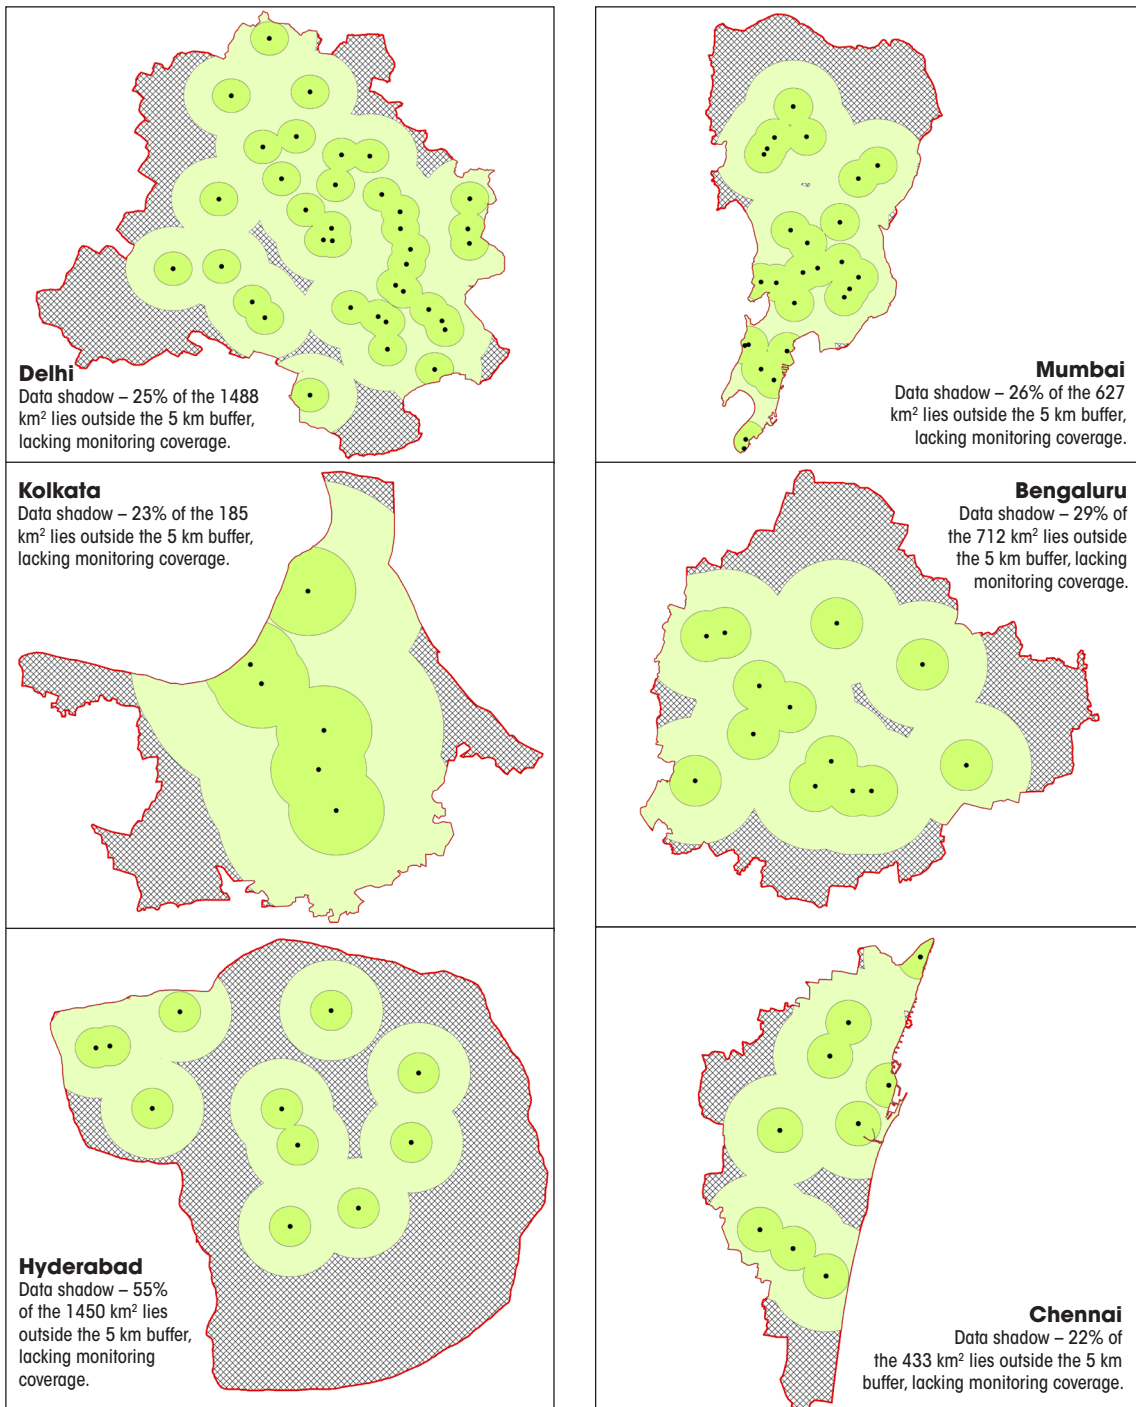 Delhi
Data shadow – 25% of the 1488
km² lies outside the 5 km buffer,
lacking monitoring coverage.
Mumbai
Data shadow – 26% of the 627
km² lies outside the 5 km buffer,
lacking monitoring coverage.
Kolkata
Data shadow – 23% of the 185
km² lies outside the 5 km buffer,
lacking monitoring coverage.
Bengaluru
Data shadow – 29% of
the 712 km² lies outside
the 5 km buffer, lacking
monitoring coverage.
Hyderabad
Data shadow – 55%
of the 1450 km² lies
outside the 5 km buffer,
lacking monitoring
coverage.
Chennai
Data shadow – 22% of
the 433 km² lies outside the 5 km
buffer, lacking monitoring coverage.